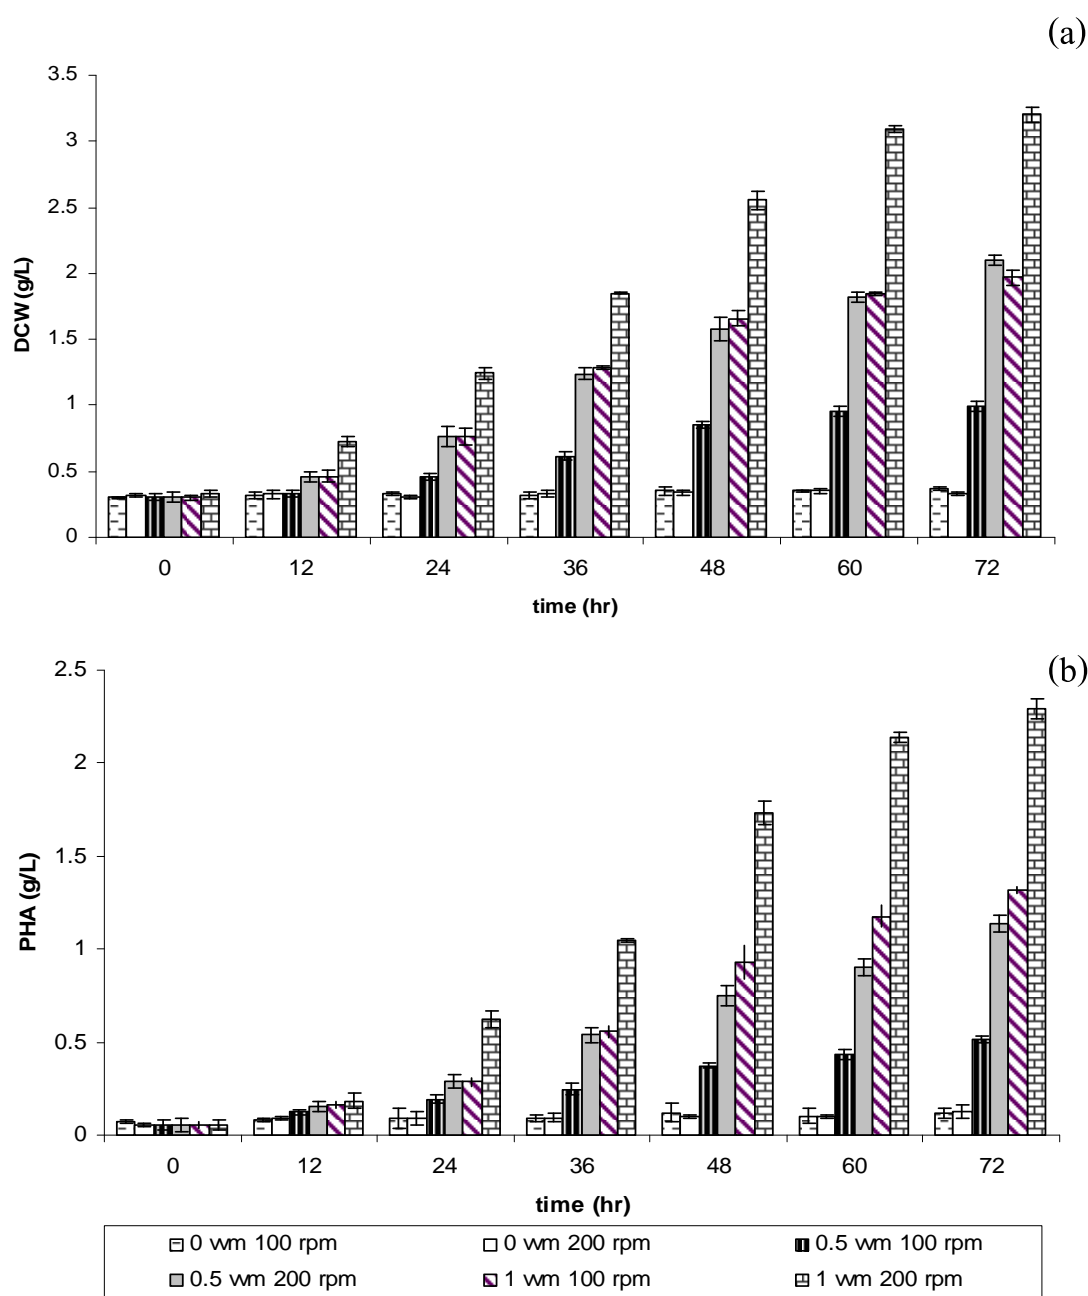 (a)
3.5
3
2.5
2
1.5
1
0.5
0
DCW (g/L)
0 12 24 36 48 60 72
time (hr)
(b)
2.5
2
1.5
1
0.5
0
PHA (g/L)
0 12 24 36 48 60 72
time (hr)
0 vvm 100 rpm 0 vvm 200 rpm 0.5 vvm 100 rpm
0.5 vvm 200 rpm 1 vvm 100 rpm 1 vvm 200 rpm